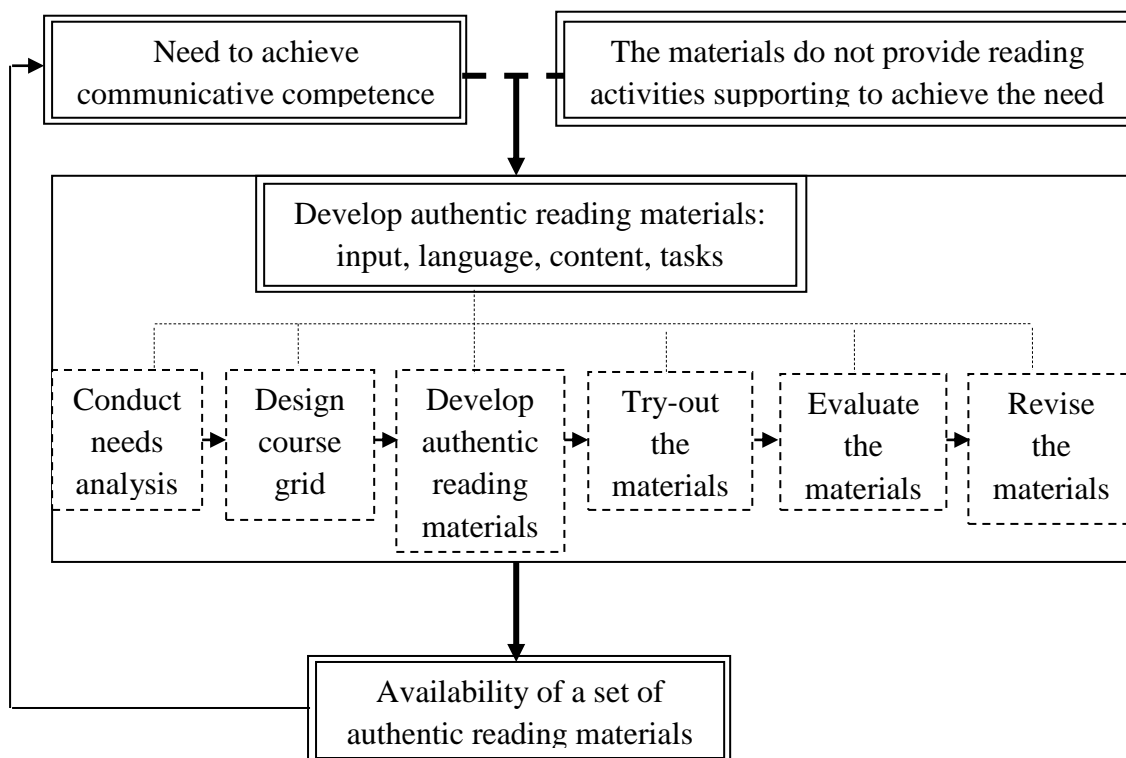 Need to achieve
communicative competence
The materials do not provide reading
activities supporting to achieve the need
Develop authentic reading materials:
input, language, content, tasks
Conduct
needs
analysis
Design
course
grid
Develop
authentic
reading
materials
Try-out
the
materials
Evaluate
the
materials
Revise
the
materials
Availability of a set of
authentic reading materials